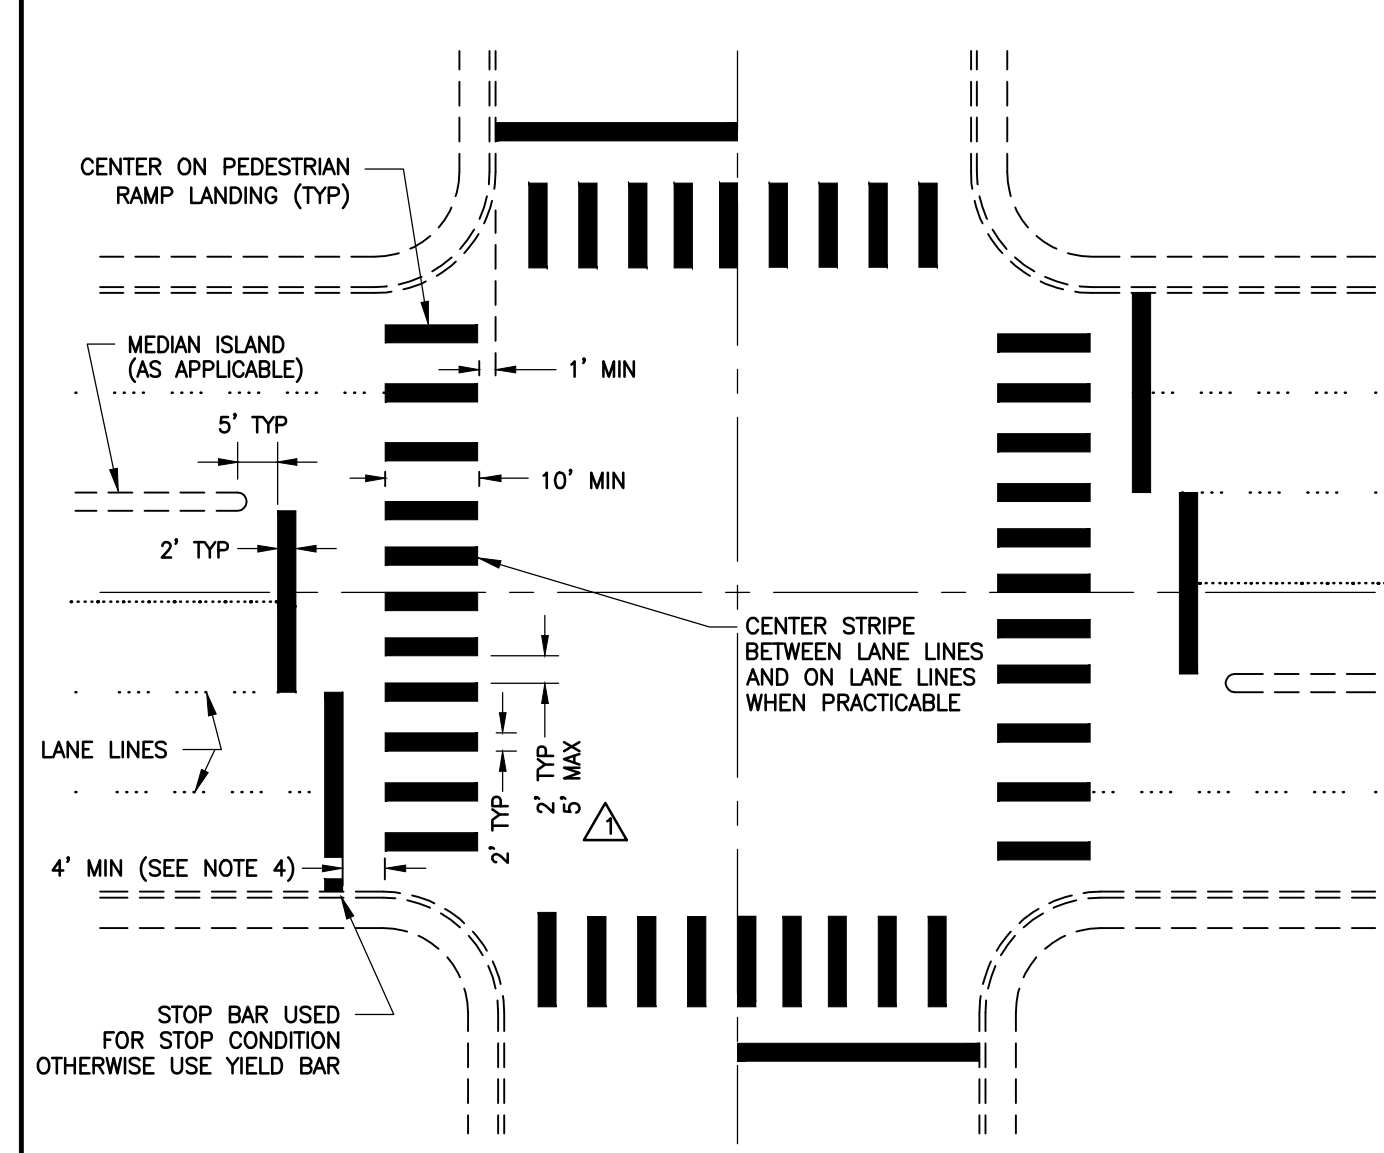 CENTER ON PEDESTRIAN
RAMP LANDING (TYP)
MEDIAN ISLAND
(AS APPLICABLE)
1' MIN
5' TYP
10' MIN
2' TYP
CENTER STRIPE
BETWEEN LANE LINES
AND ON LANE LINES
WHEN PRACTICABLE
LANE LINES
2' TYP
2' TYP
5' MAX
1
4' MIN (SEE NOTE 4)
STOP BAR USED
FOR STOP CONDITION
OTHERWISE USE YIELD BAR